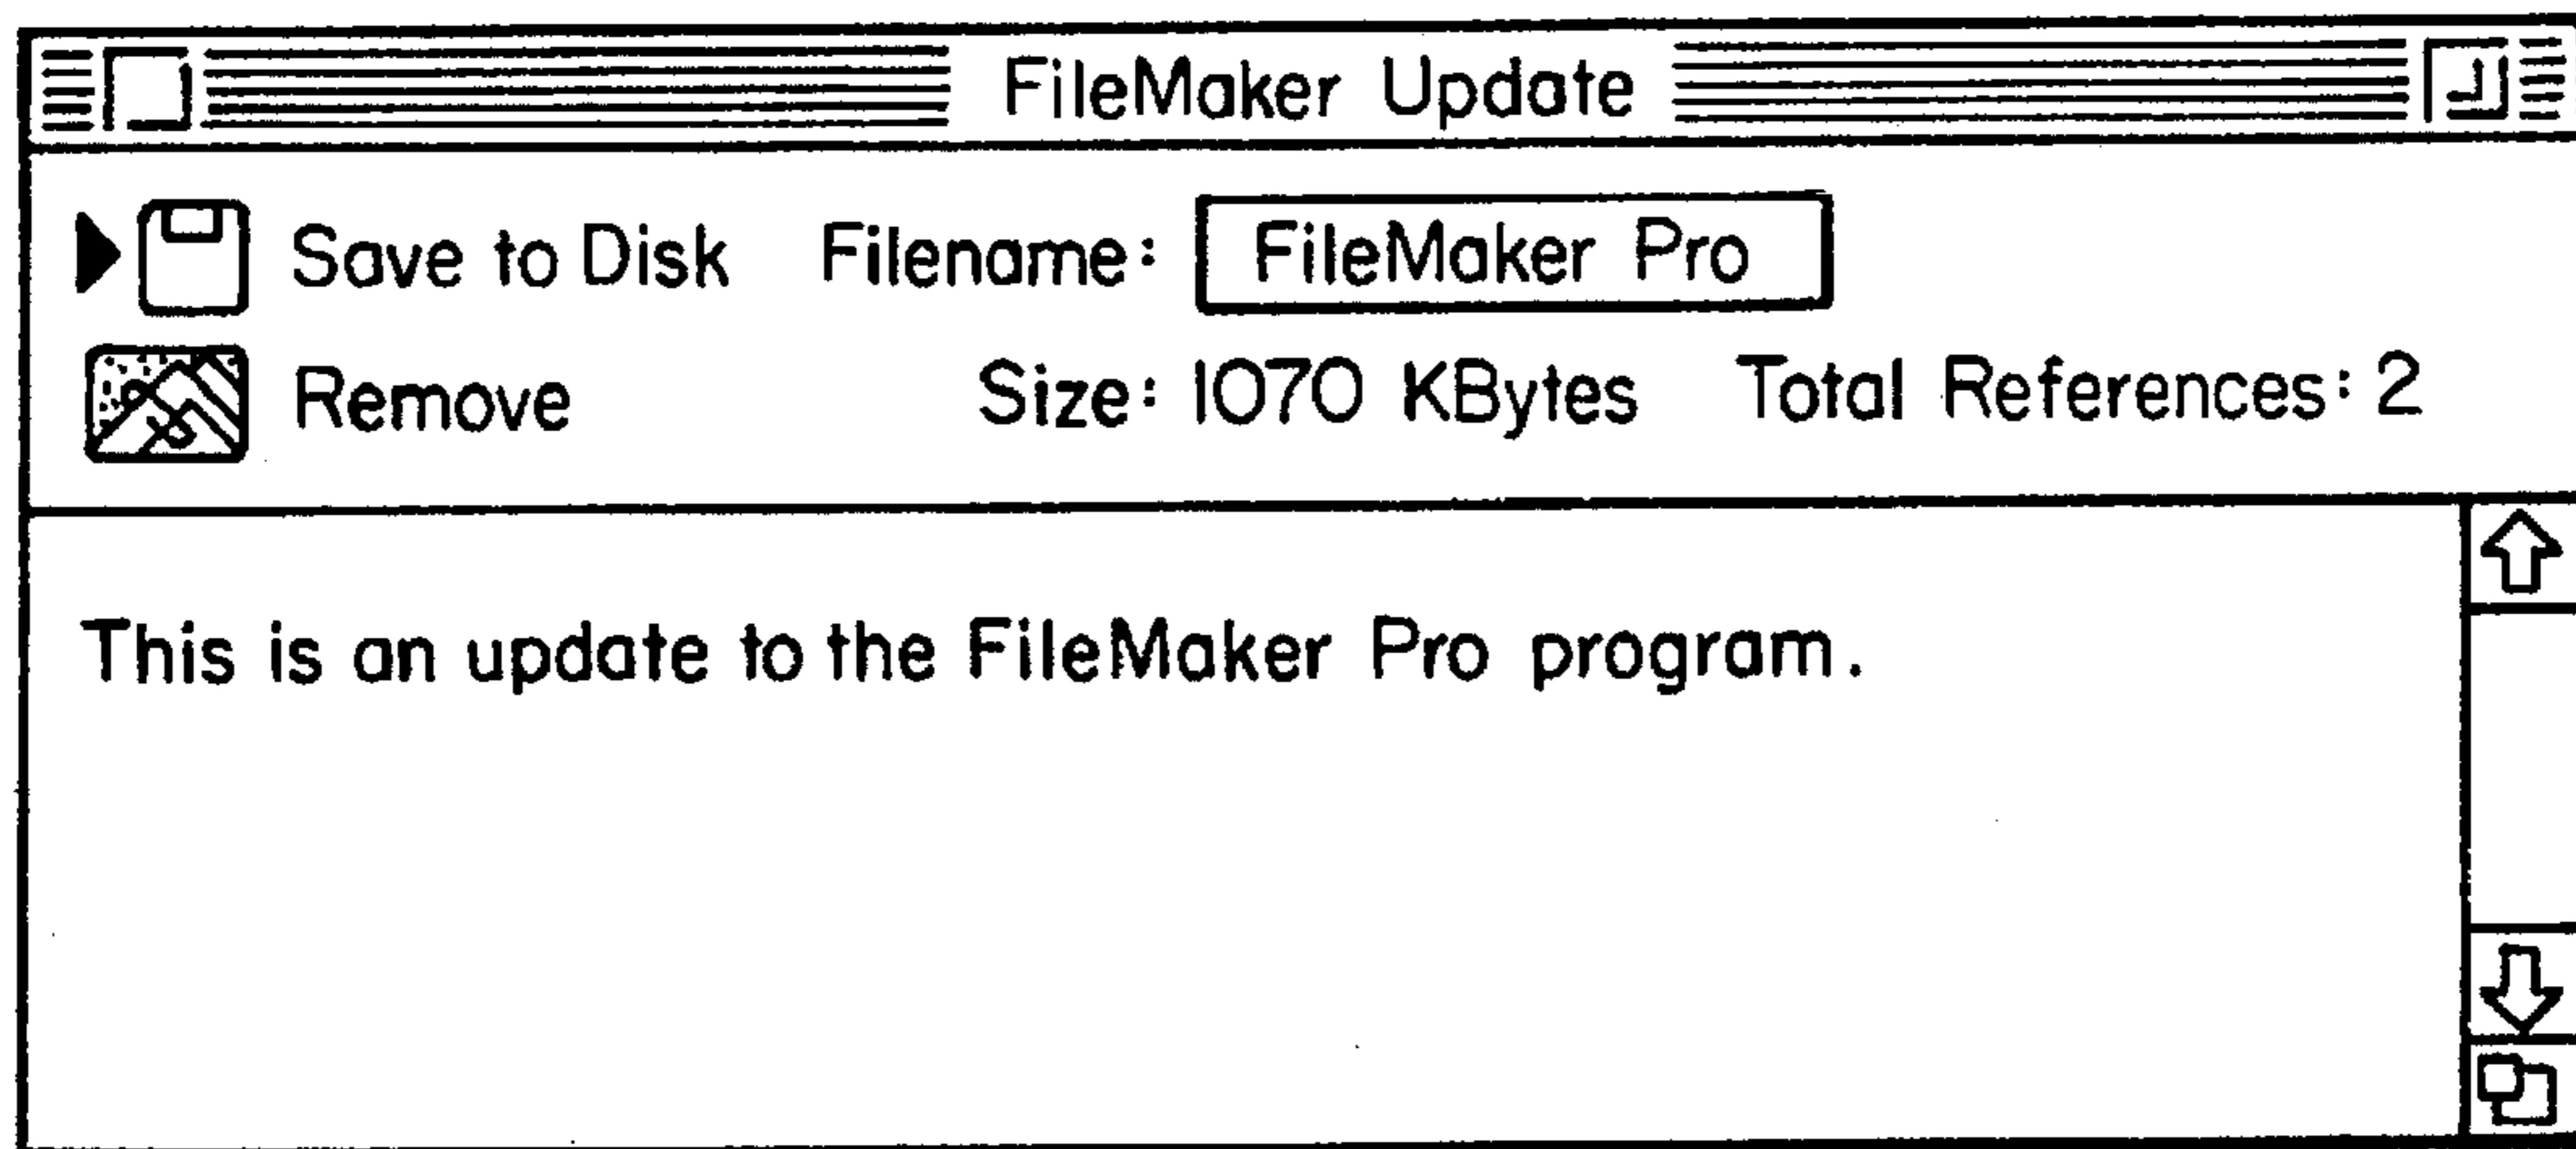 FileMaker Update
Save to Disk Filename: FileMaker Pro
Remove Size: 1070 KBytes Total References: 2
This is an update to the FileMaker Pro program.